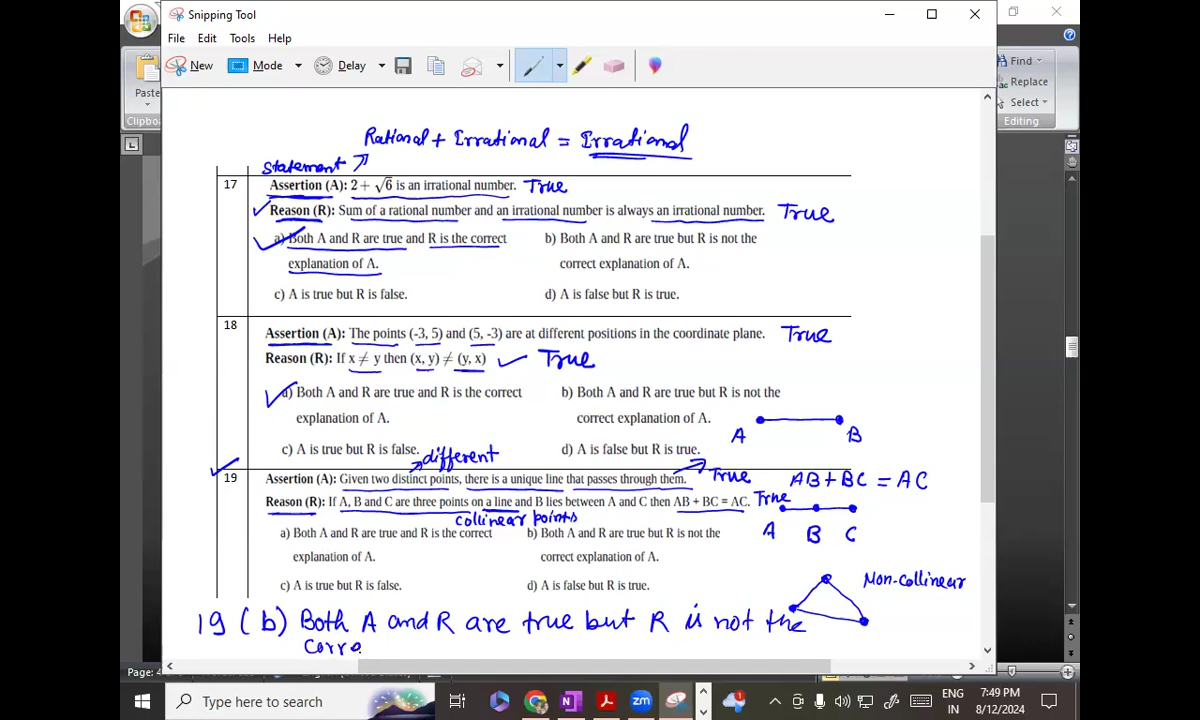 Snipping Tool
File Edit Tools Help
New Mode Delay
Paste
Clipbo
Find
Replace
Select
Editing
Rational + Irrational = Irrational
Statement
17 Assertion (A): 2 + √6 is an irrational number. True
Reason (R): Sum of a rational number and an irrational number is always an irrational number. True
a) Both A and R are true and R is the correct explanation of A.
b) Both A and R are true but R is not the correct explanation of A.
c) A is true but R is false. d) A is false but R is true.
18 Assertion (A): The points (-3, 5) and (5, -3) are at different positions in the coordinate plane. True
Reason (R): If x ≠ y then (x, y) ≠ (y, x) True
a) Both A and R are true and R is the correct explanation of A.
b) Both A and R are true but R is not the correct explanation of A.
A B
c) A is true but R is false. d) A is false but R is true.
different
19 Assertion (A): Given two distinct points, there is a unique line that passes through them. True AB + BC = AC
Reason (R): If A, B and C are three points on a line and B lies between A and C then AB + BC = AC. True
collinear points
A B C
a) Both A and R are true and R is the correct explanation of A.
b) Both A and R are true but R is not the correct explanation of A.
c) A is true but R is false. d) A is false but R is true.
Non-collinear
19 (b) Both A and R are true but R is not the
Corre
Page: 4
Type here to search
ENG
IN
7:49 PM
8/12/2024